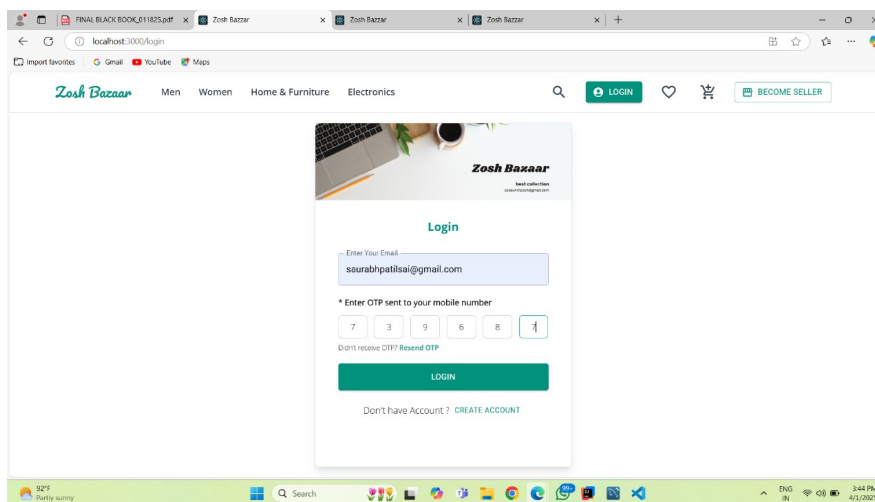 FINAL BLACK BOOK_011825.pdf
Zosh Bazzar
Zosh Bazzar
Zosh Bazzar
localhost:3000/login
Import favorites
Gmail
YouTube
Maps
Zosh Bazaar
Men
Women
Home & Furniture
Electronics
LOGIN
BECOME SELLER
Zosh Bazaar
best collection
Login
Enter Your Email
saurabhpatilsai@gmail.com
* Enter OTP sent to your mobile number
7 3 9 6 8 7
Didn't receive OTP? Resend OTP
LOGIN
Don't have Account ? CREATE ACCOUNT
92°F
Partly sunny
Search
99+
ENG
IN
3:44 PM
4/1/2025